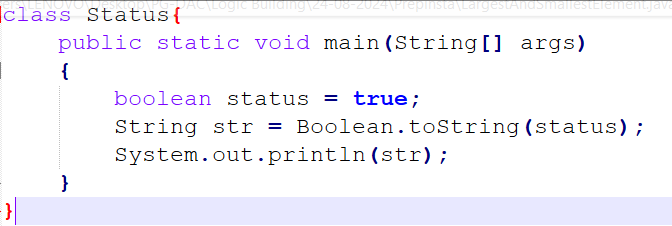 class Status{
    public static void main(String[] args)
    {
        boolean status = true;
        String str = Boolean.toString(status);
        System.out.println(str);
    }
}